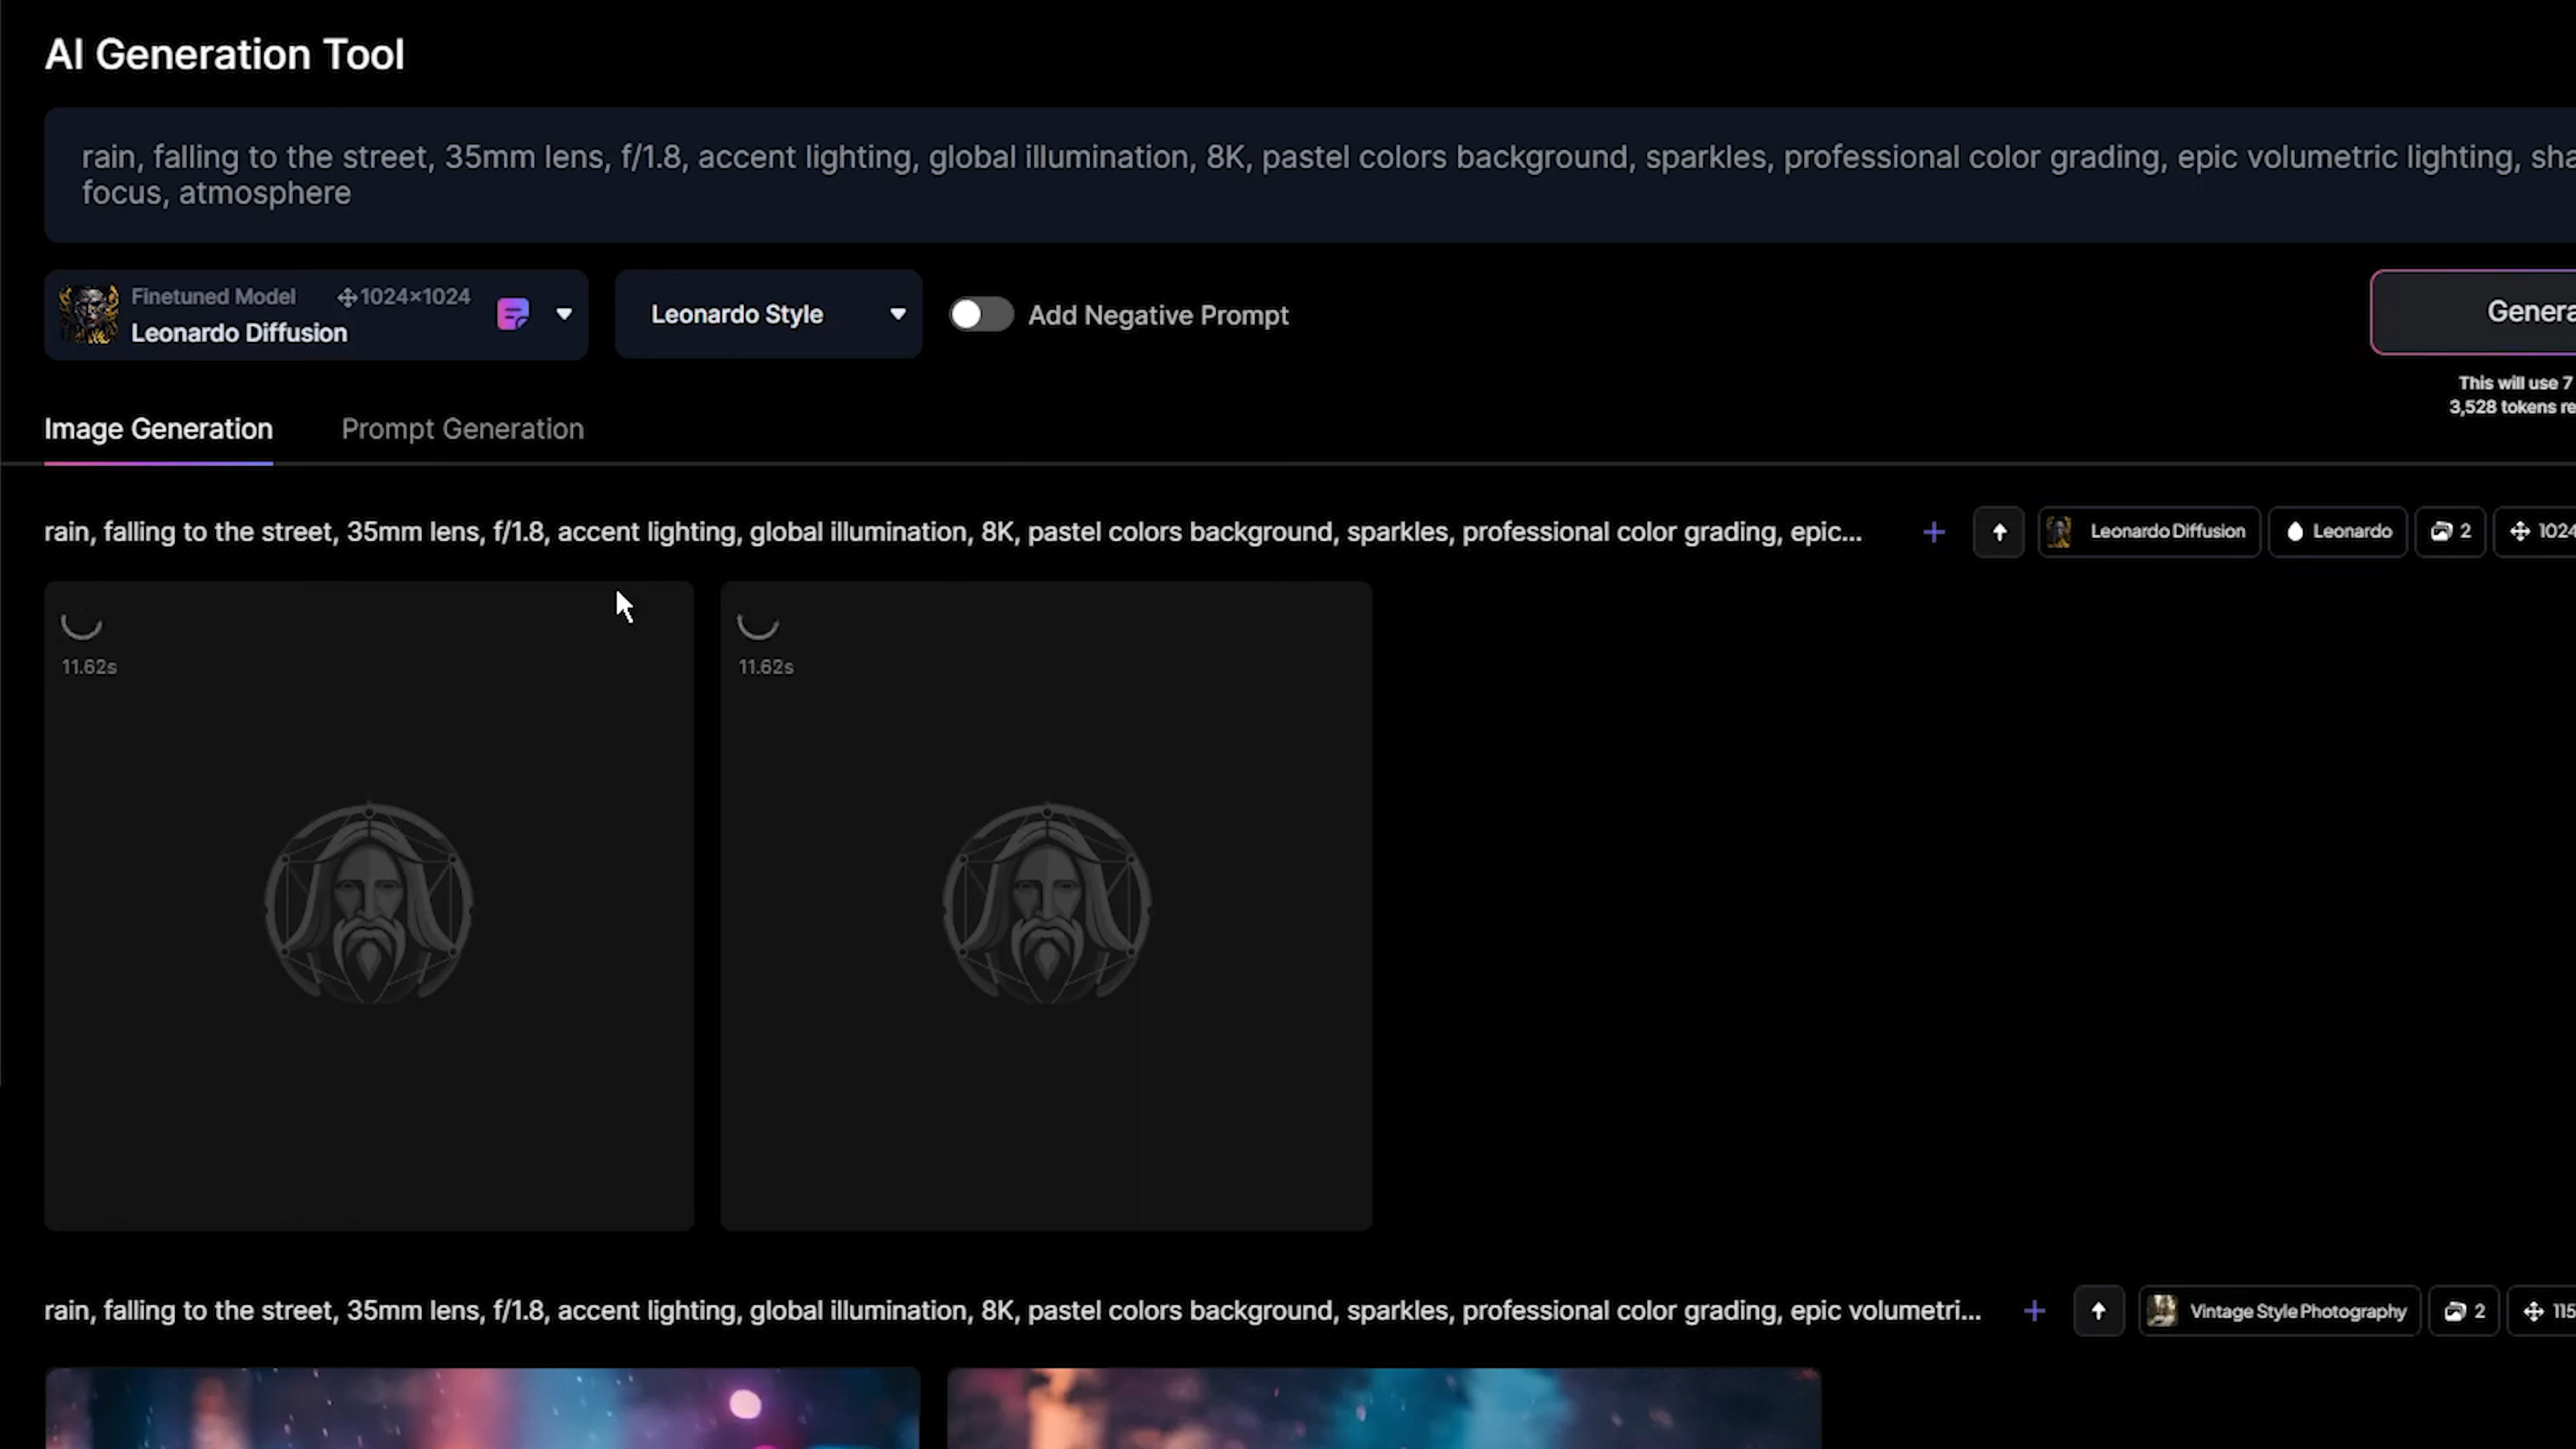 AI Generation Tool
rain, falling to the street, 35mm lens, f/1.8, accent lighting, global illumination, 8K, pastel colors background, sparkles, professional color grading, epic volumetric lighting,
focus, atmosphere
Finetuned Model 1024×1024
Leonardo Diffusion
Leonardo Style
Add Negative Prompt
This will use 7
3,528 tokens
Image Generation
Prompt Generation
rain, falling to the street, 35mm lens, f/1.8, accent lighting, global illumination, 8K, pastel colors background, sparkles, professional color grading, epic...
Leonardo Diffusion
Leonardo
2
11.62s
11.62s
rain, falling to the street, 35mm lens, f/1.8, accent lighting, global illumination, 8K, pastel colors background, sparkles, professional color grading, epic volumetri...
Vintage Style Photography
2